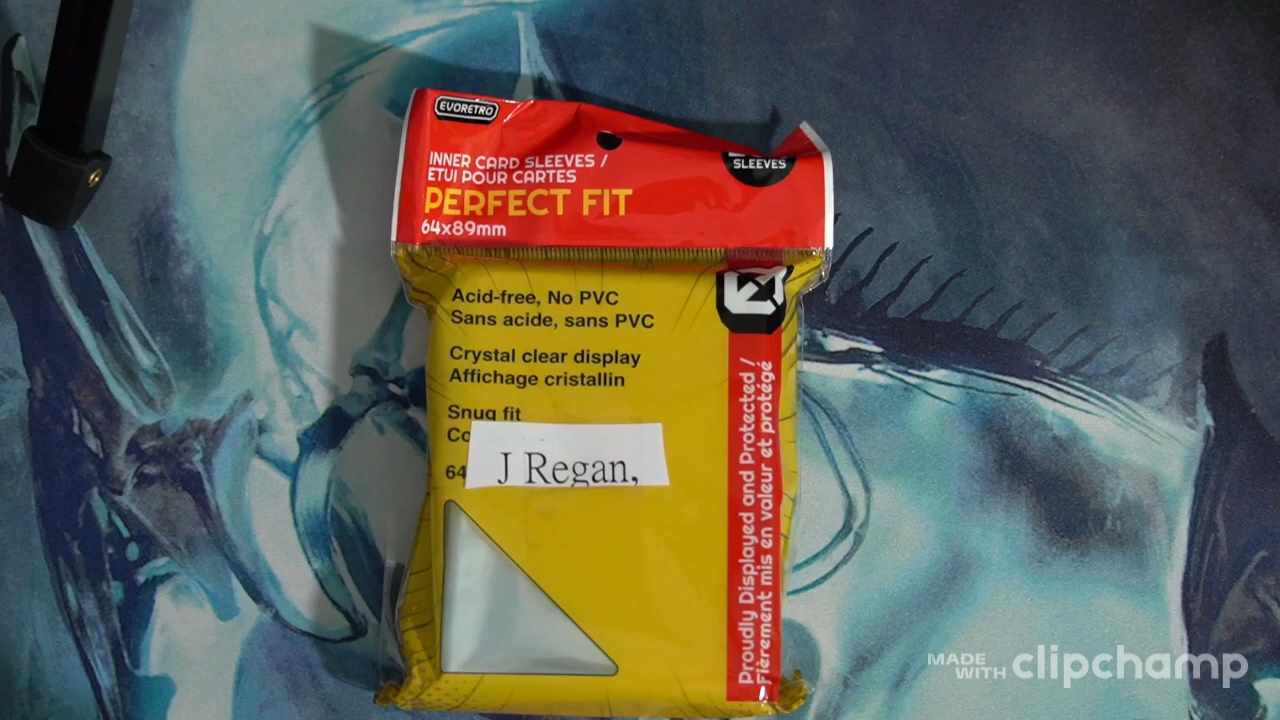 EVORETRO
INNER CARD SLEEVES /
ETUI POUR CARTES
PERFECT FIT
64x89mm
SLEEVES
Acid-free, No PVC
Sans acide, sans PVC
Crystal clear display
Affichage cristallin
Snug fit
Co
64
J Regan,
Proudly Displayed and Protected /
Fièrement mis en valeur et protégé
MADE WITH clipchamp